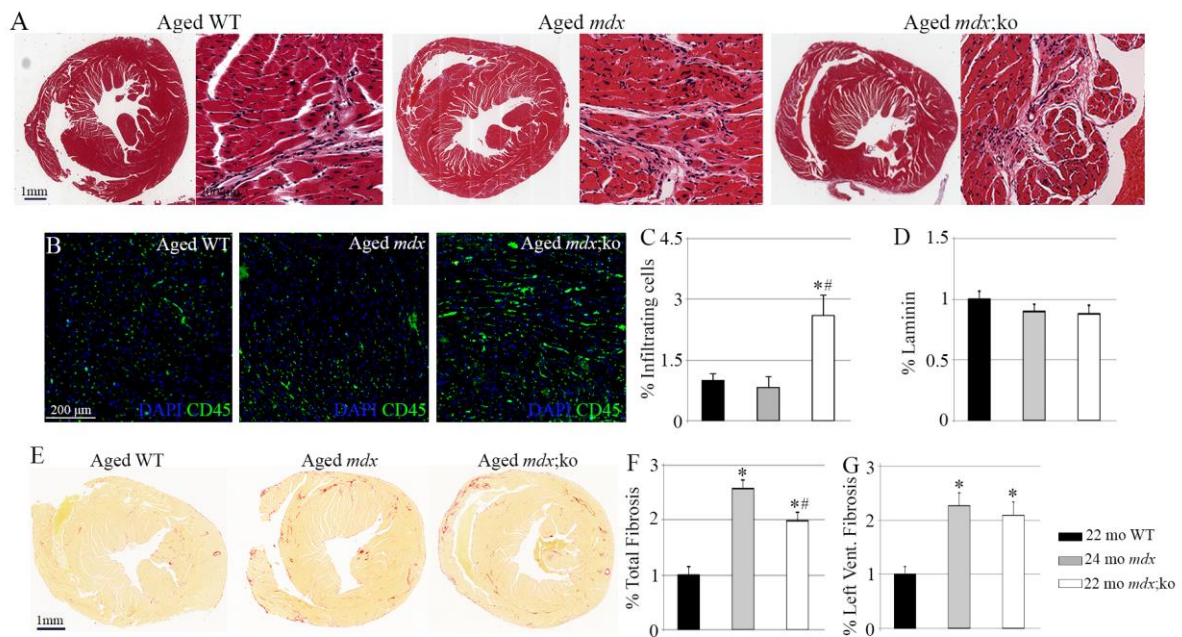 A
Aged WT
Aged mdx
Aged mdx;ko
1mm
B
Aged WT
Aged mdx
Aged mdx;ko
200 µm
DAPI CD45
DAPI CD45
DAPI CD45
C
% Infiltrating cells
4.5
3
1.5
0
*#
D
% Laminin
1.5
1
0.5
0
E
Aged WT
Aged mdx
Aged mdx;ko
1mm
F
% Total Fibrosis
3
2
1
0
*
*#
G
% Left Vent. Fibrosis
3
2
1
0
*
*
22 mo WT
24 mo mdx
22 mo mdx;ko